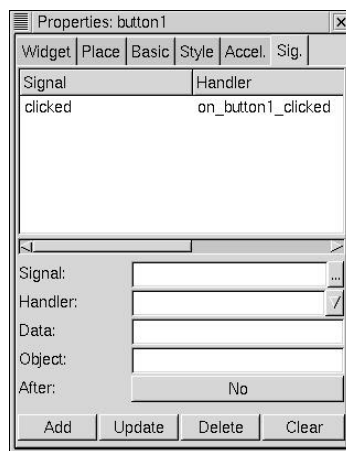 Properties: button1
Widget Place Basic Style Accel. Sig.
Signal Handler
clicked on_button1_clicked
Signal: ...
Handler:
Data:
Object:
After: No
Add Update Delete Clear